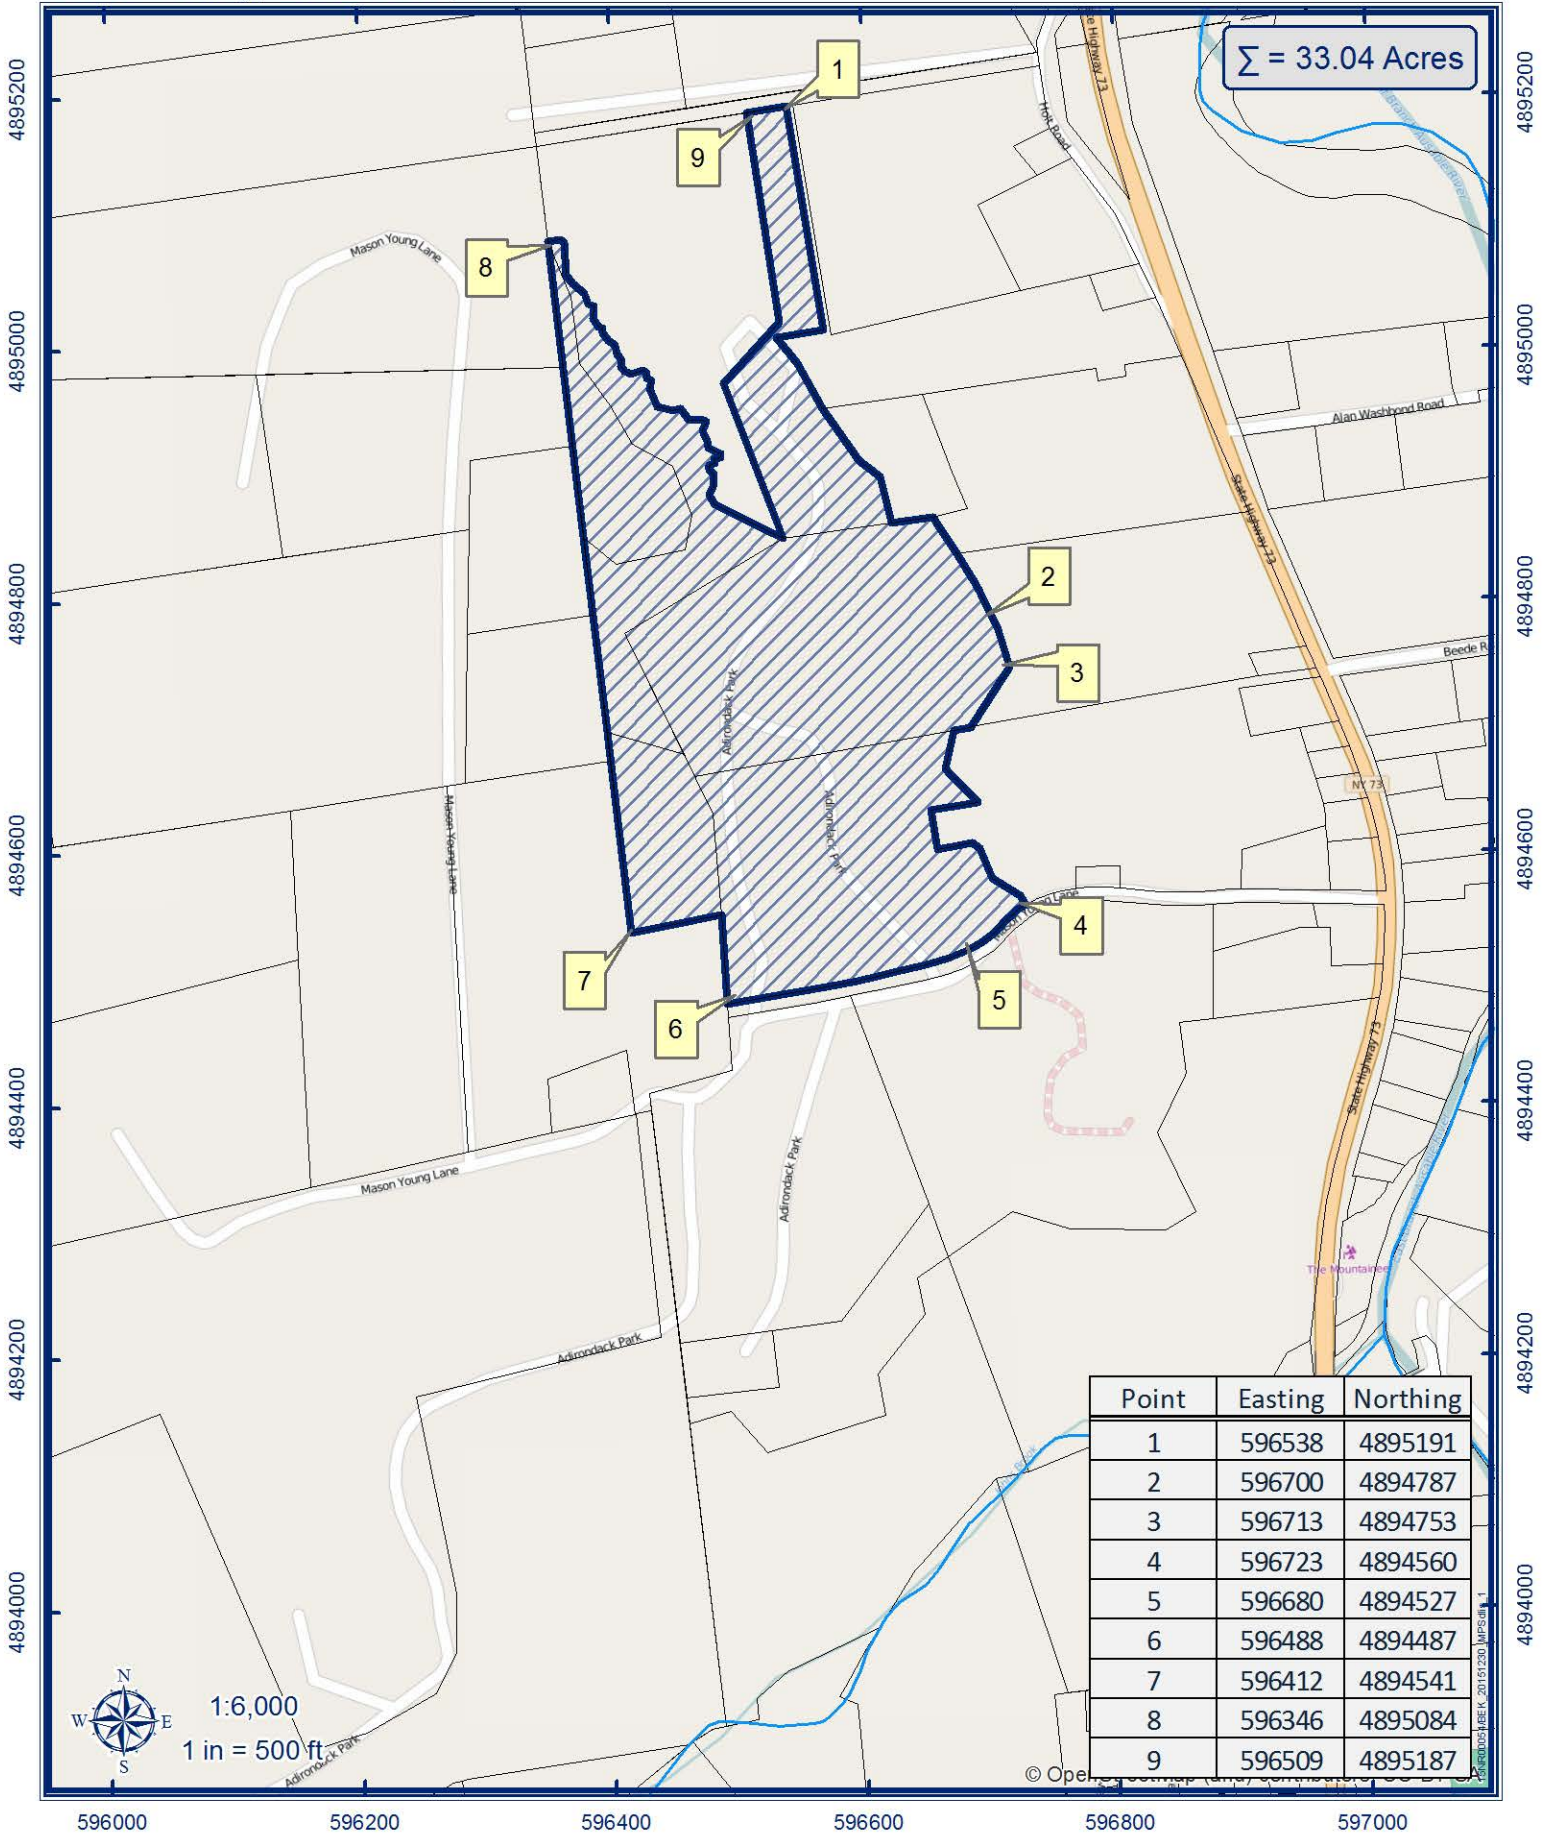 ∑ = 33.04 Acres
4895200
4895000
4894800
4894600
4894400
4894200
4894000
4895200
4895000
4894800
4894600
4894400
4894200
4894000
1
9
8
2
3
4
5
6
7
Holt Road
State Highway 73
Mason Young Lane
Alan Washbond Road
State Highway 73
Beede R
Adirondack Park
Adirondack Park
NY 73
Mason Young Lane
Mason Young Lane
State Highway 73
Adirondack Park
Mason Young Lane
The Mountainee
Adirondack Park
Adirondack Park
Point Easting Northing
1 596538 4895191
2 596700 4894787
3 596713 4894753
4 596723 4894560
5 596680 4894527
6 596488 4894487
7 596412 4894541
8 596346 4895084
9 596509 4895187
N
W E
S
1:6,000
1 in = 500 ft
596000 596200 596400 596600 596800 597000